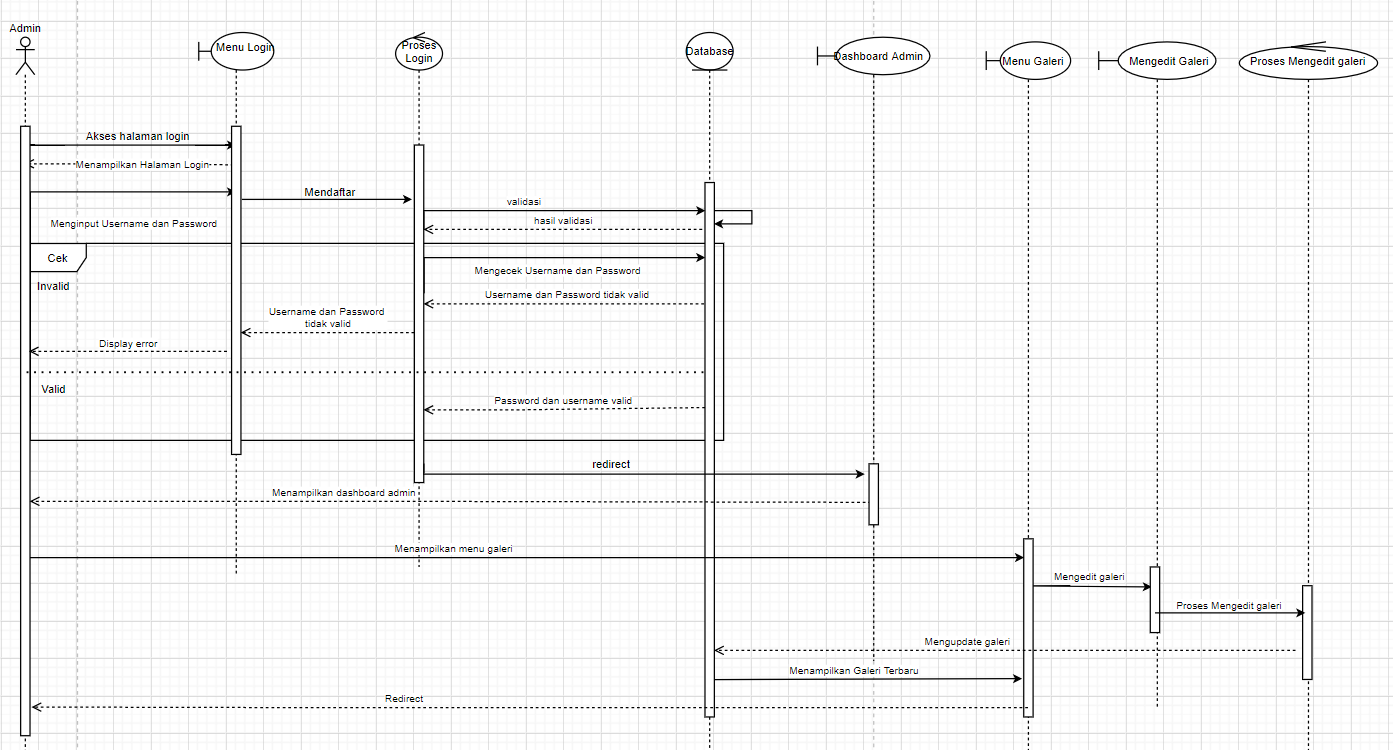 Admin
Menu Login
Proses
Login
Database
Dashboard Admin
Menu Galeri
Mengedit Galeri
Proses Mengedit galeri
Akses halaman login
Menampilkan Halaman Login
Mendaftar
validasi
hasil validasi
Menginput Username dan Password
Cek
Mengecek Username dan Password
Invalid
Username dan Password tidak valid
Username dan Password
tidak valid
Display error
Valid
Password dan username valid
redirect
Menampilkan dashboard admin
Menampilkan menu galeri
Mengedit galeri
Proses Mengedit galeri
Mengupdate galeri
Menampilkan Galeri Terbaru
Redirect